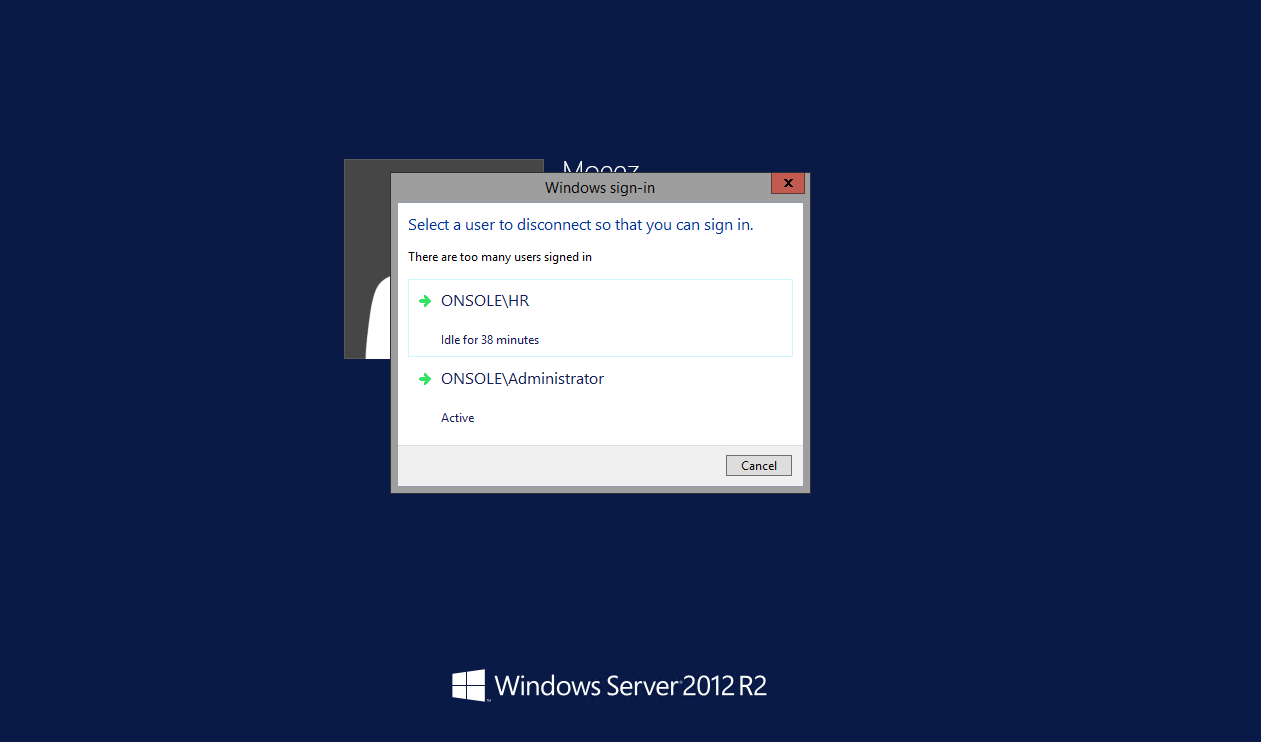 Windows sign-in
Select a user to disconnect so that you can sign in.
There are too many users signed in
ONSOLE\HR
Idle for 38 minutes
ONSOLE\Administrator
Active
Cancel
Windows Server 2012 R2